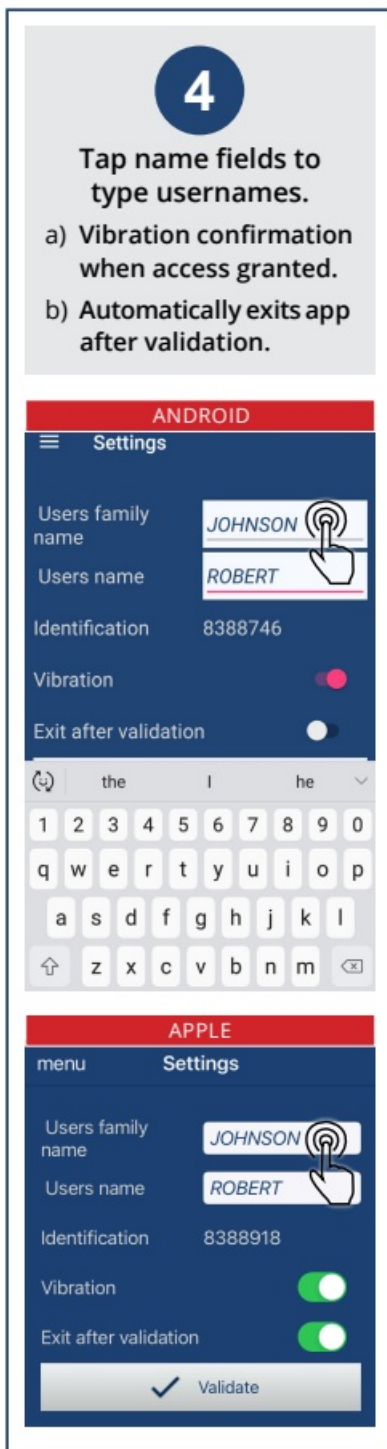 4
Tap name fields to
type usernames.
a) Vibration confirmation
when access granted.
b) Automatically exits app
after validation.
ANDROID
Settings
Users family
name
JOHNSON
Users name
ROBERT
Identification 8388746
Vibration
Exit after validation
the I he
1 2 3 4 5 6 7 8 9 0
q w e r t y u i o p
a s d f g h j k l
z x c v b n m
APPLE
menu Settings
Users family
name
JOHNSON
Users name
ROBERT
Identification 8388918
Vibration
Exit after validation
Validate